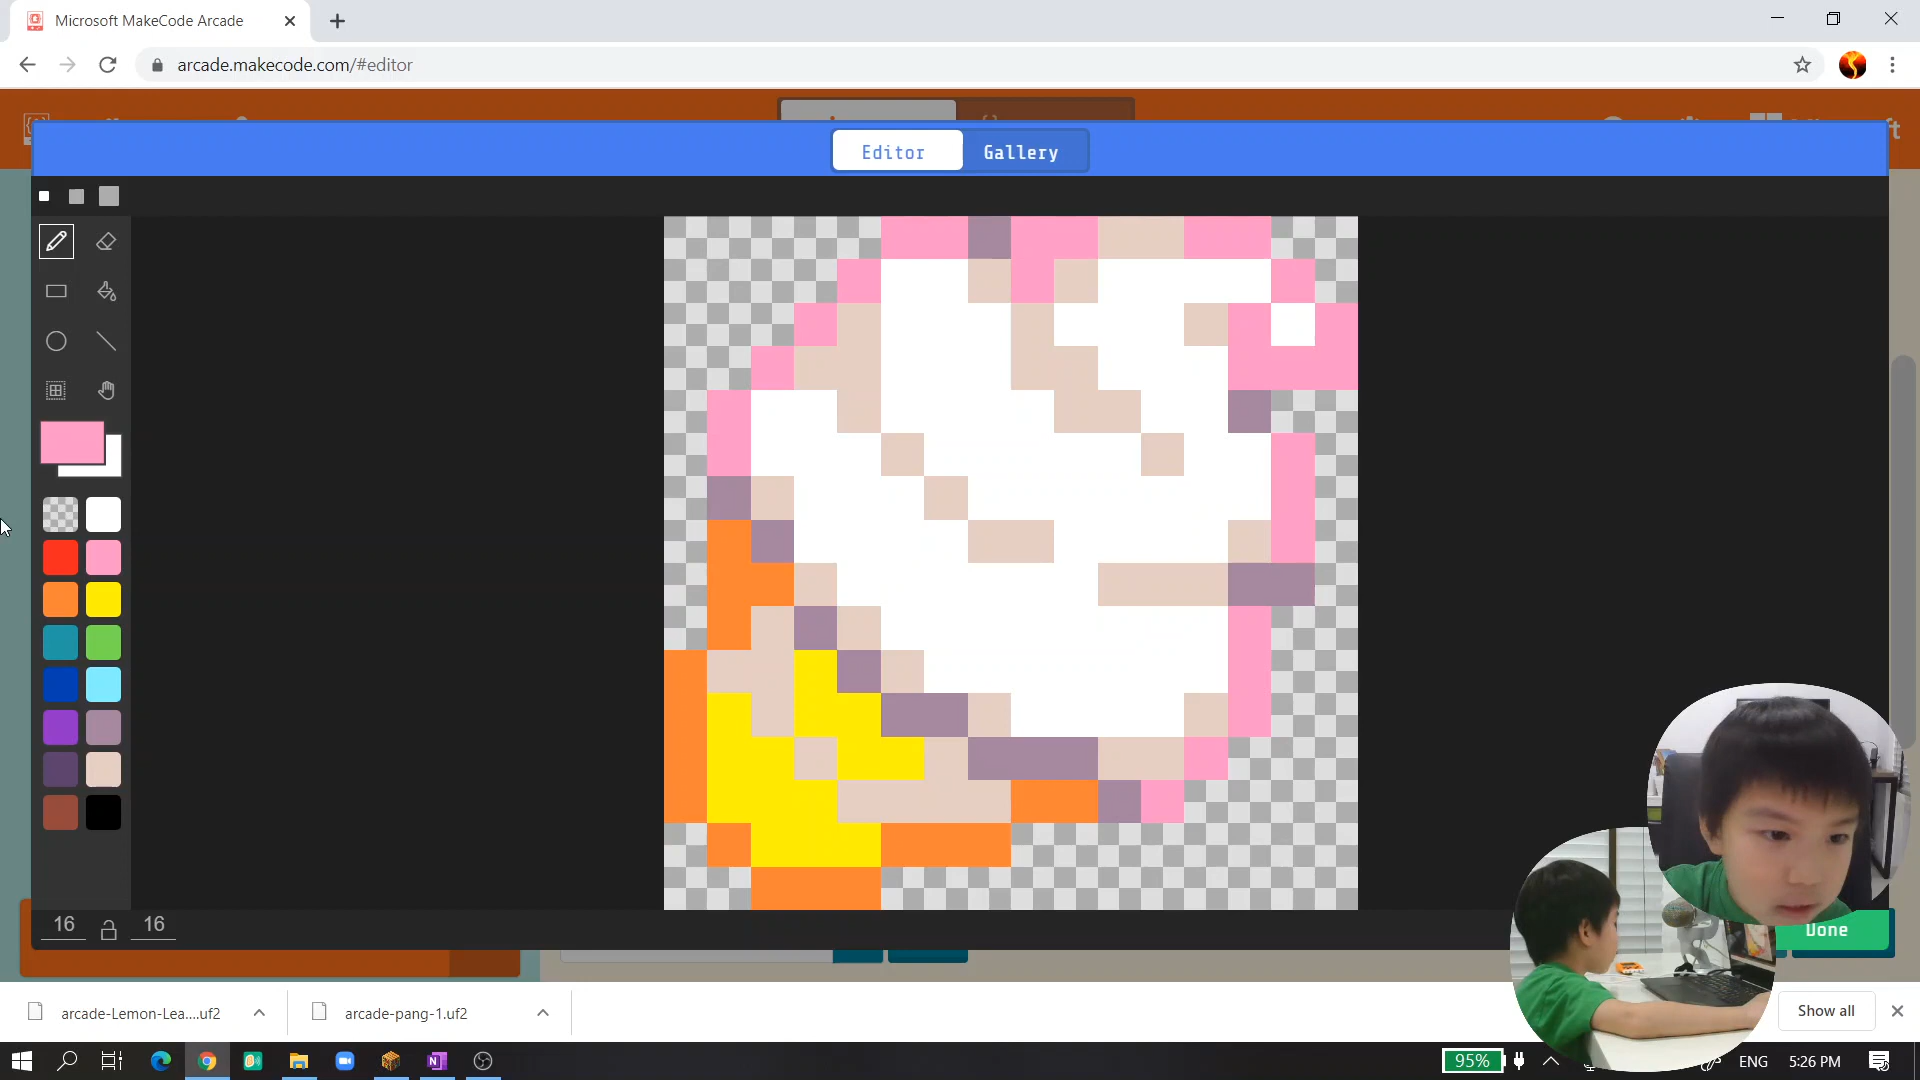 Microsoft MakeCode Arcade
arcade.makecode.com/#editor
Editor
Gallery
16
16
Done
arcade-Lemon-Lea....uf2
arcade-pang-1.uf2
Show all
95%
ENG
5:26 PM